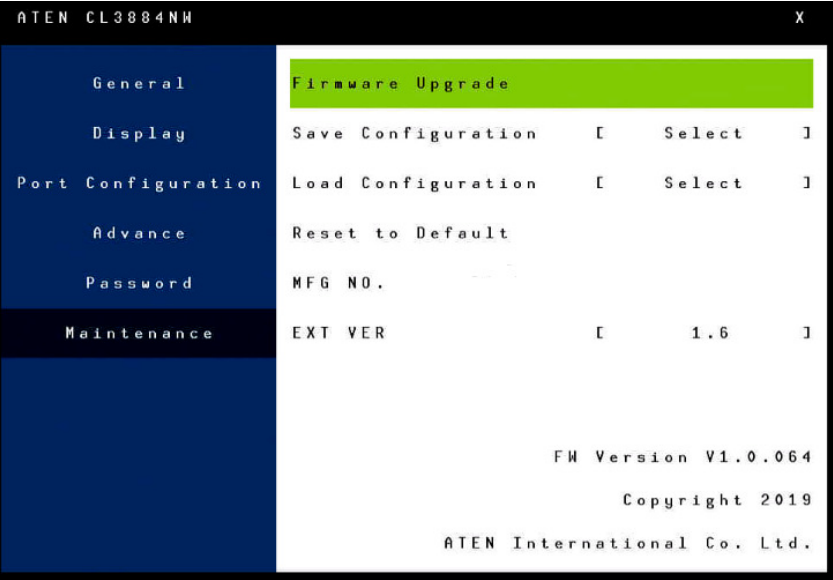 ATEN CL3884NW X
General
Display
Port Configuration
Advance
Password
Maintenance
Firmware Upgrade
Save Configuration [ Select ]
Load Configuration [ Select ]
Reset to Default
MFG NO.
EXT VER [ 1.6 ]
FW Version V1.0.064
Copyright 2019
ATEN International Co. Ltd.